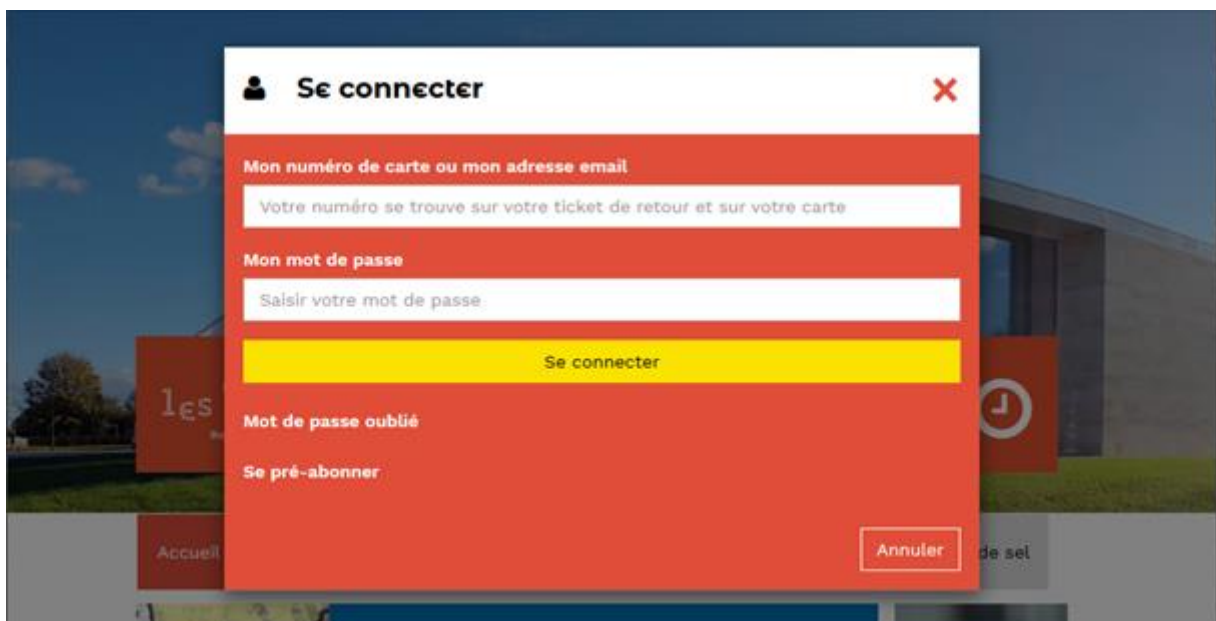 Se connecter
Mon numéro de carte ou mon adresse email
Votre numéro se trouve sur votre ticket de retour et sur votre carte
Mon mot de passe
Saisir votre mot de passe
Se connecter
les
Mot de passe oublié
Se pré-abonner
Annuler
Accueil
de sel